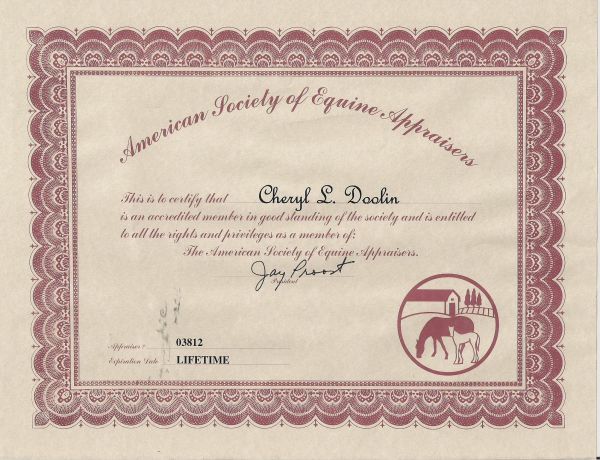 American Society of Equine Appraisers
This is to certify that Cheryl L. Doolin
is an accredited member in good standing of the society and is entitled
to all the rights and privileges as a member of:
The American Society of Equine Appraisers.
Jay Proost
President
Appraiser # 03812
Expiration Date LIFETIME